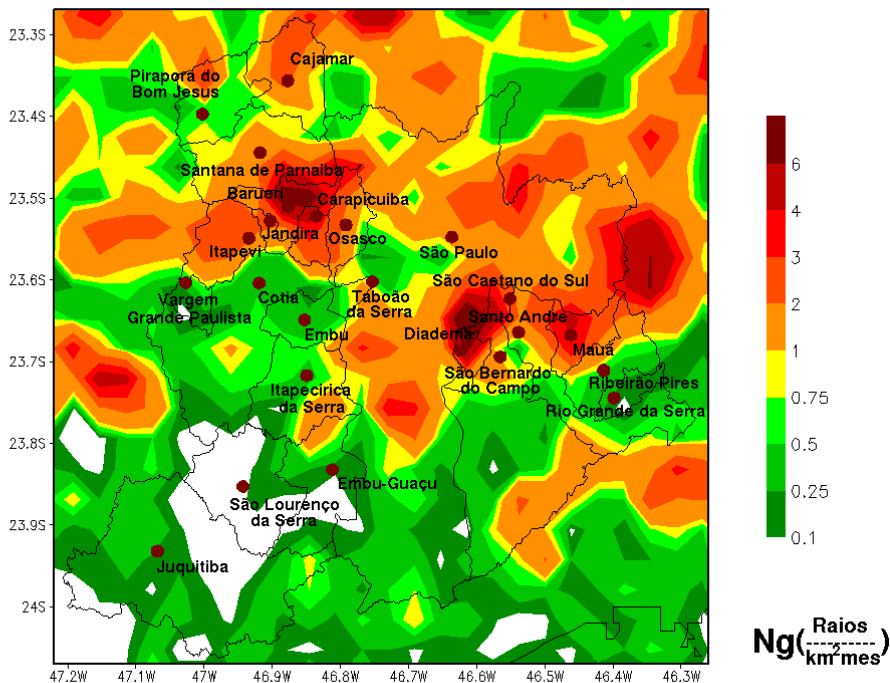 23.3S
23.4S
23.5S
23.6S
23.7S
23.8S
23.9S
24S
Cajamar
Pirapora do
Bom Jesus
Santana de Parnaiba
Barueri
Carapicuiba
Jandira
Osasco
Itapevi
São Paulo
São Caetano do Sul
Vargem
Grande Paulista
Cotia
Taboão
da Serra
Santo Andre
Embu
Diadema
Maua
São Bernardo
do Campo
Ribeirão Pires
Itapecirica
da Serra
Rio Grande da Serra
Embu-Guaçu
São Lourenço
da Serra
Juquitiba
47.2W
47.1W
47W
46.9W
46.8W
46.7W
46.6W
46.5W
46.4W
46.3W
6
4
3
2
1
0.75
0.5
0.25
0.1
Ng(Raios
km²mes)